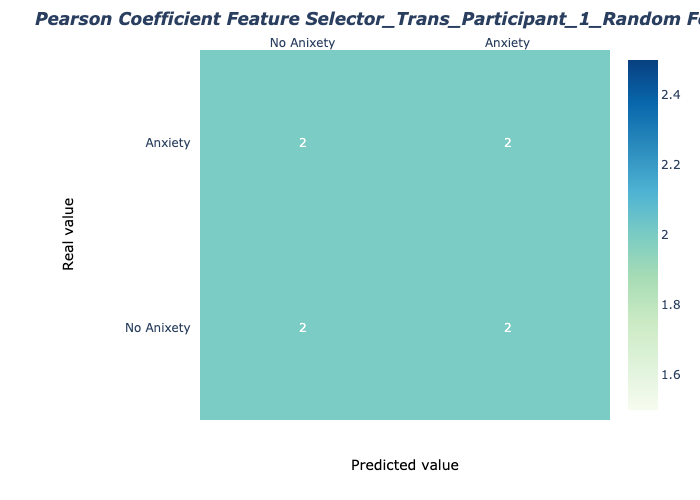 Pearson Coefficient Feature Selector_Trans_Participant_1_Random
No Anixety Anxiety
2.4
Anxiety 2 2
2.2
Real value
2
1.8
No Anixety 2 2
1.6
Predicted value